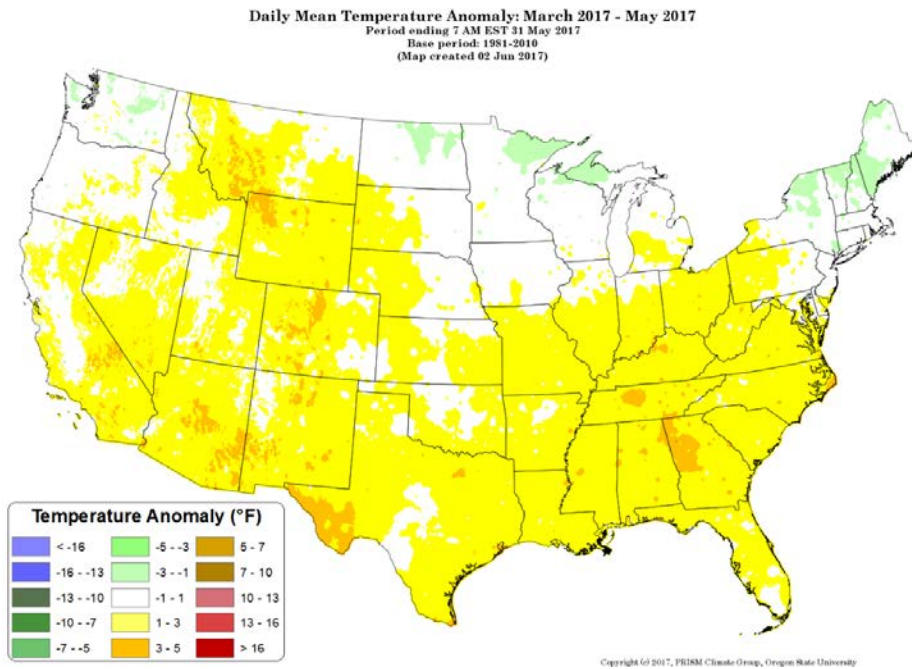 Daily Mean Temperature Anomaly: March 2017 - May 2017
Period ending 7 AM EST 31 May 2017
Base period: 1981-2010
(Map created 02 Jun 2017)
Temperature Anomaly (°F)
< -16
-16 - -13
-13 - -10
-10 - -7
-7 - -5
-5 - -3
-3 - -1
-1 - 1
1 - 3
3 - 5
5 - 7
7 - 10
10 - 13
13 - 16
> 16
Copyright (c) 2017, PRISM Climate Group, Oregon State University